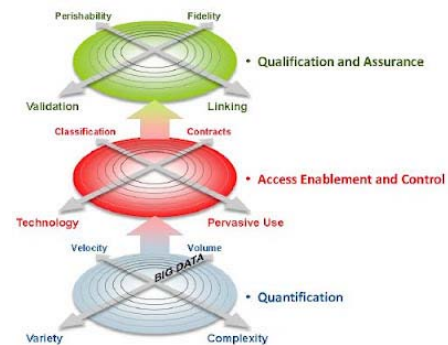 Perishability Fidelity
• Qualification and Assurance
Validation Linking
Classification Contracts
• Access Enablement and Control
Technology Pervasive Use
Velocity Volume
BIG DATA
• Quantification
Variety Complexity